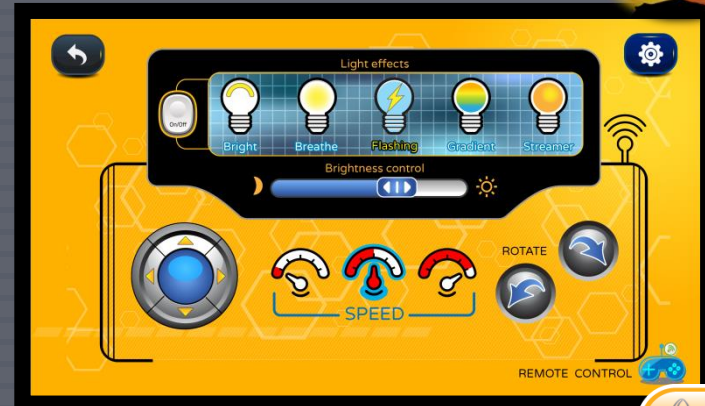 Light effects
On/Off
Bright Breathe Flashing Gradient Streamer
Brightness control
ROTATE
SPEED
REMOTE CONTROL